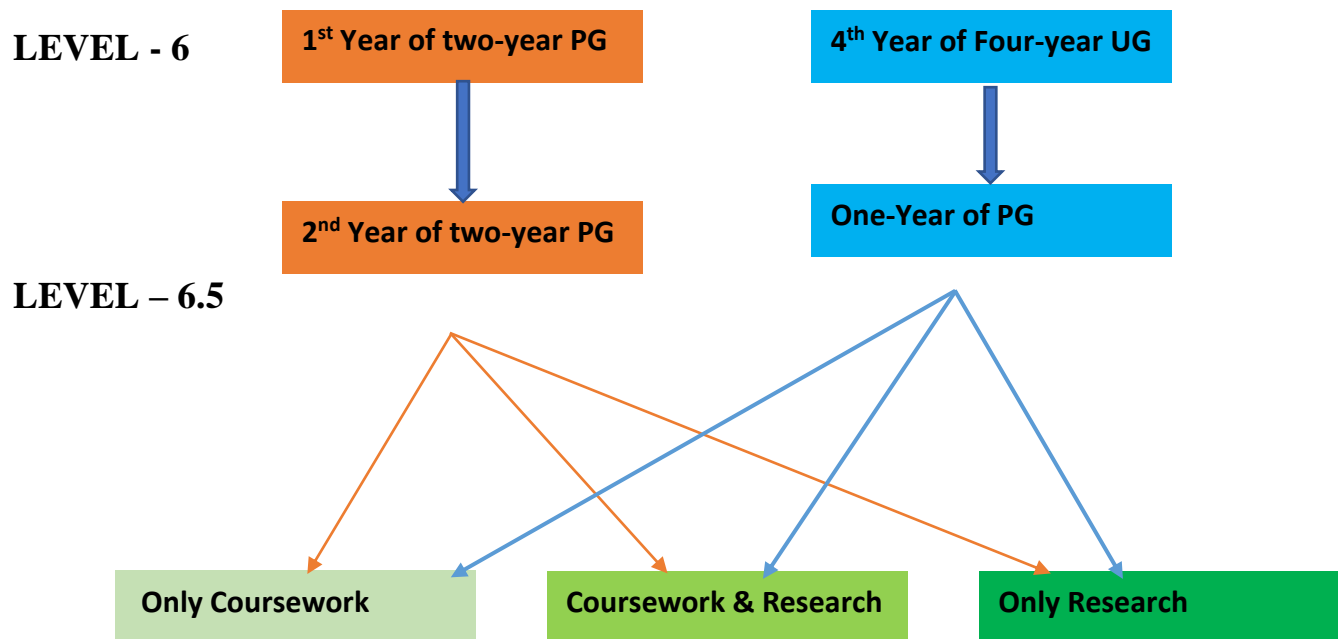 LEVEL - 6
1st Year of two-year PG
4th Year of Four-year UG
2nd Year of two-year PG
One-Year of PG
LEVEL – 6.5
Only Coursework
Coursework & Research
Only Research